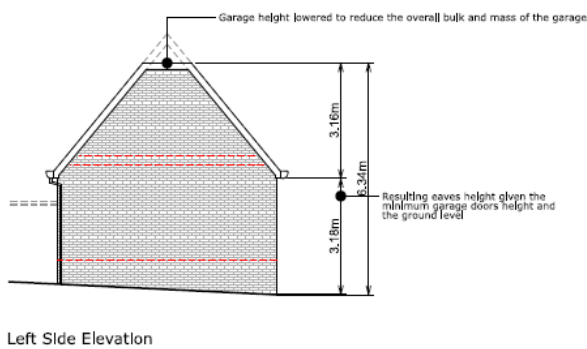 Garage height lowered to reduce the overall bulk and mass of the garage
3.16m
6.34m
Resulting eaves height given the
minimum garage doors height and
the ground level
3.18m
Left Side Elevation